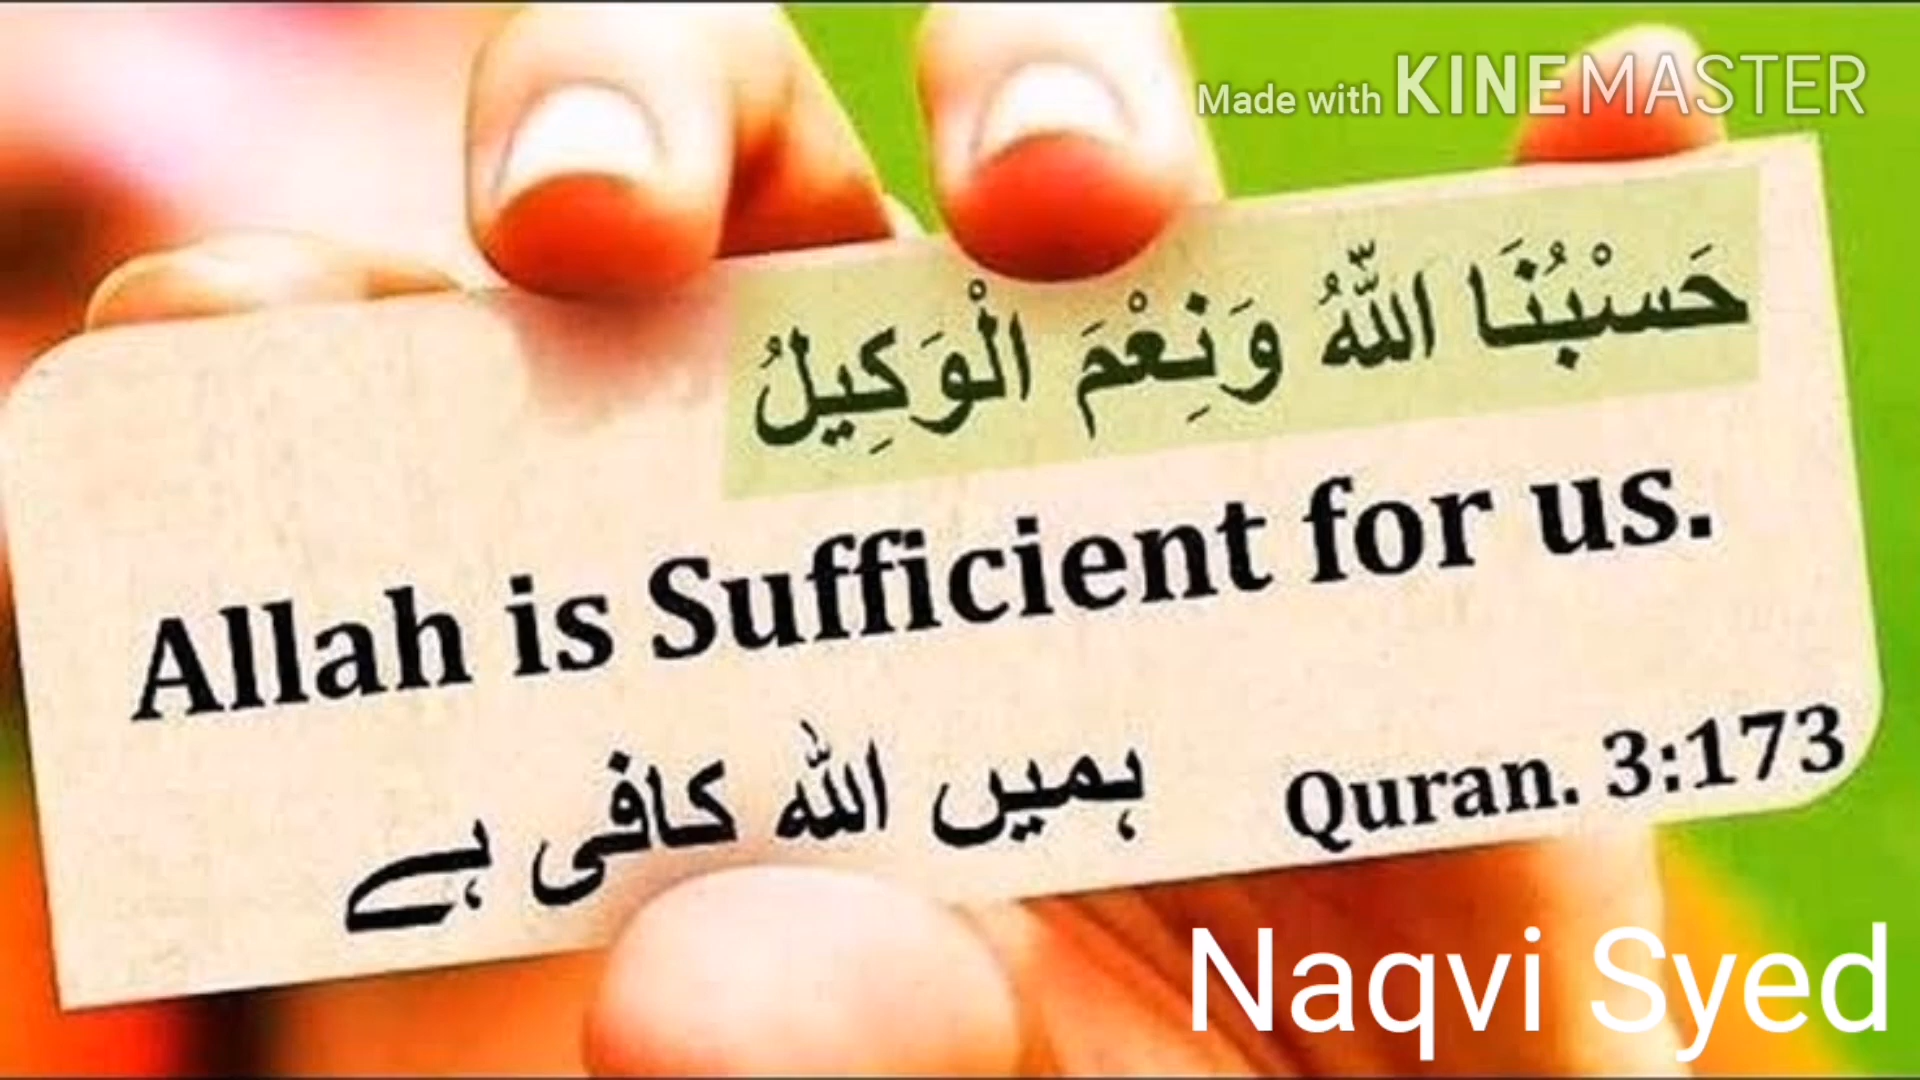 Made with KINEMASTER
حَسْبُنَا اللّٰهُ وَنِعْمَ الْوَكِيلُ
Allah is Sufficient for us.
ہمیں اللہ کافی ہے
Quran. 3:173
Naqvi Syed